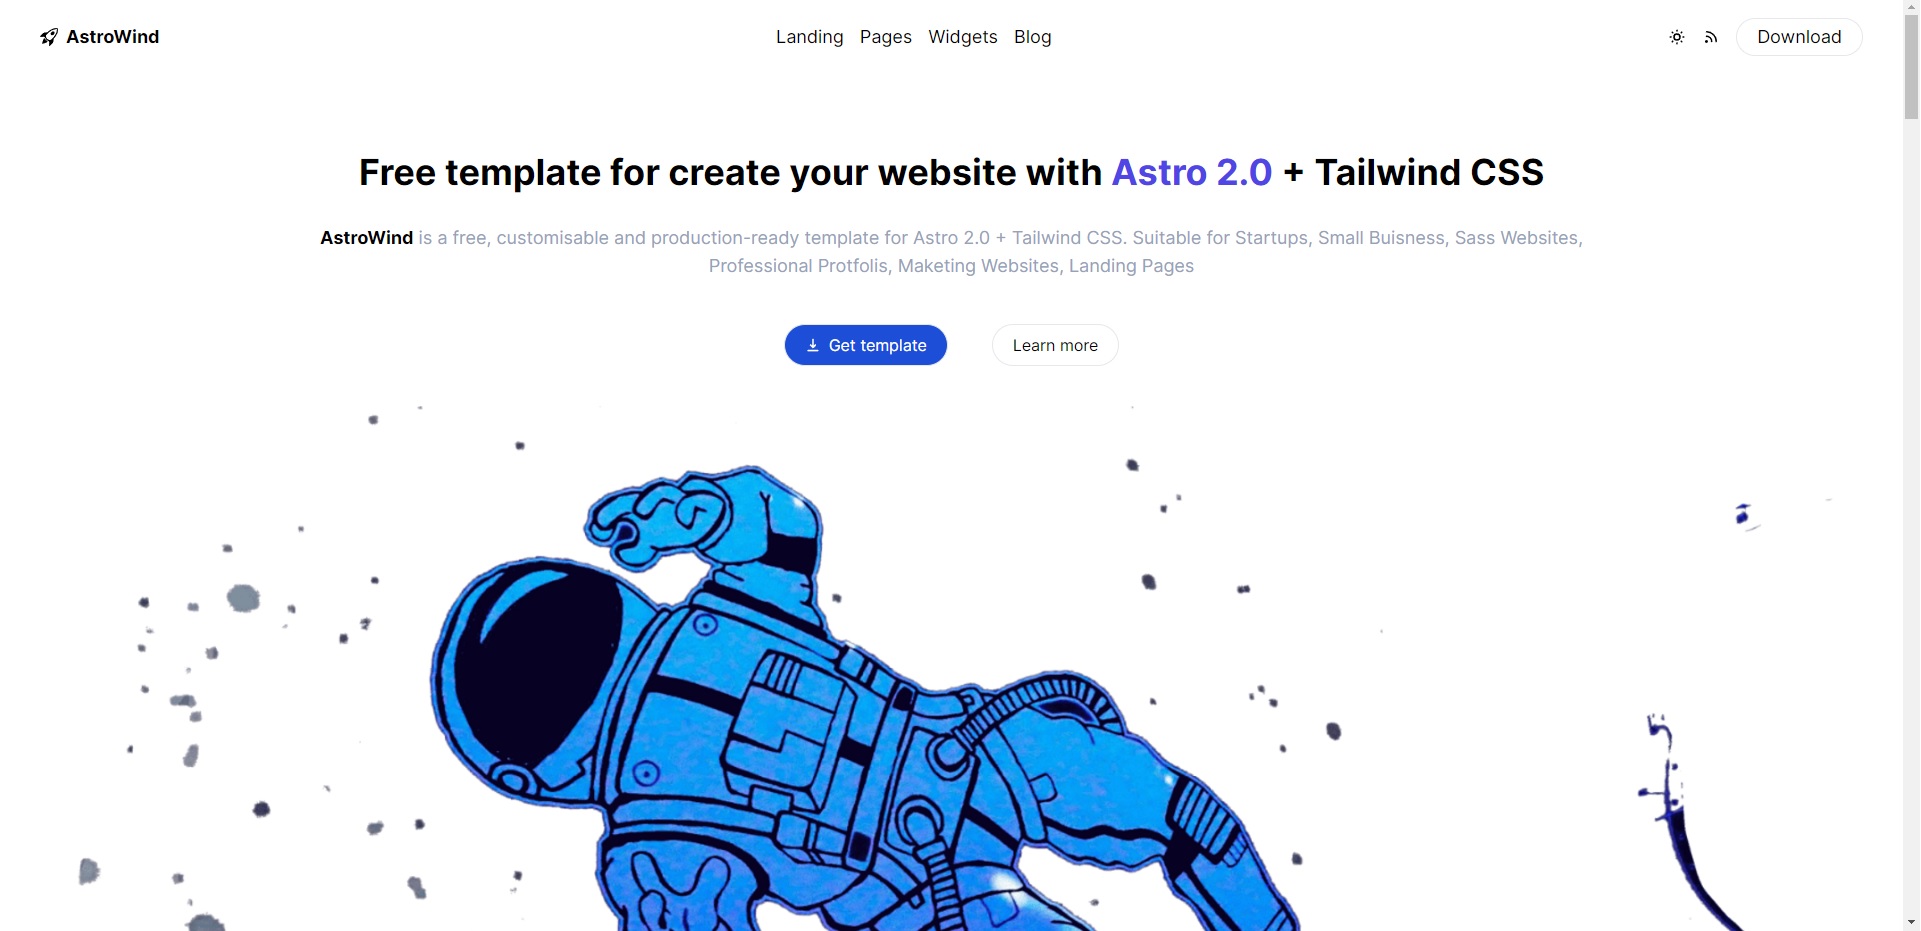 AstroWind
Landing Pages Widgets Blog
Download
Free template for create your website with Astro 2.0 + Tailwind CSS
AstroWind is a free, customisable and production-ready template for Astro 2.0 + Tailwind CSS. Suitable for Startups, Small Buisness, Sass Websites,
Professional Protfolis, Maketing Websites, Landing Pages
Get template
Learn more